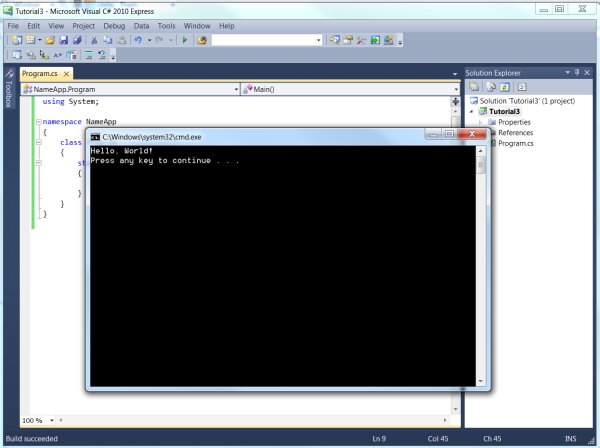 Tutorial3 - Microsoft Visual C# 2010 Express
File Edit View Project Debug Data Tools Window Help
Toolbox
Program.cs
NameApp.Program
Main()
using System;
namespace NameApp
{
class
{
st
{
}
}
}
100 %
C:\Windows\system32\cmd.exe
Hello, World!
Press any key to continue . . .
Solution Explorer
Solution 'Tutorial3' (1 project)
Tutorial3
Properties
References
Program.cs
Build succeeded Ln 9 Col 45 Ch 45 INS